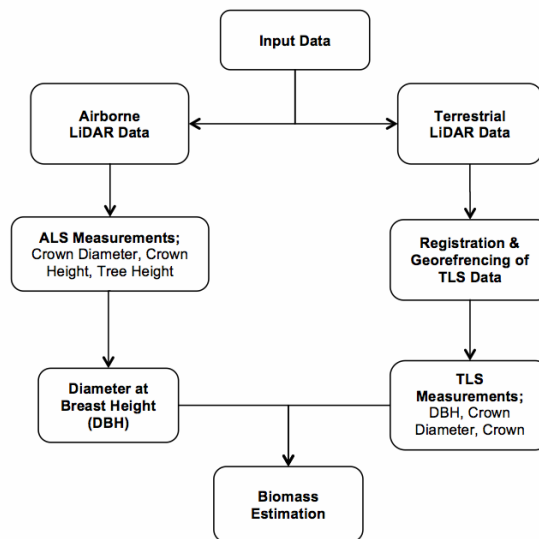 Input Data
Airborne
LiDAR Data
Terrestrial
LiDAR Data
ALS Measurements;
Crown Diameter, Crown
Height, Tree Height
Registration &
Georefrencing of
TLS Data
Diameter at
Breast Height
(DBH)
TLS
Measurements;
DBH, Crown
Diameter, Crown
Biomass
Estimation